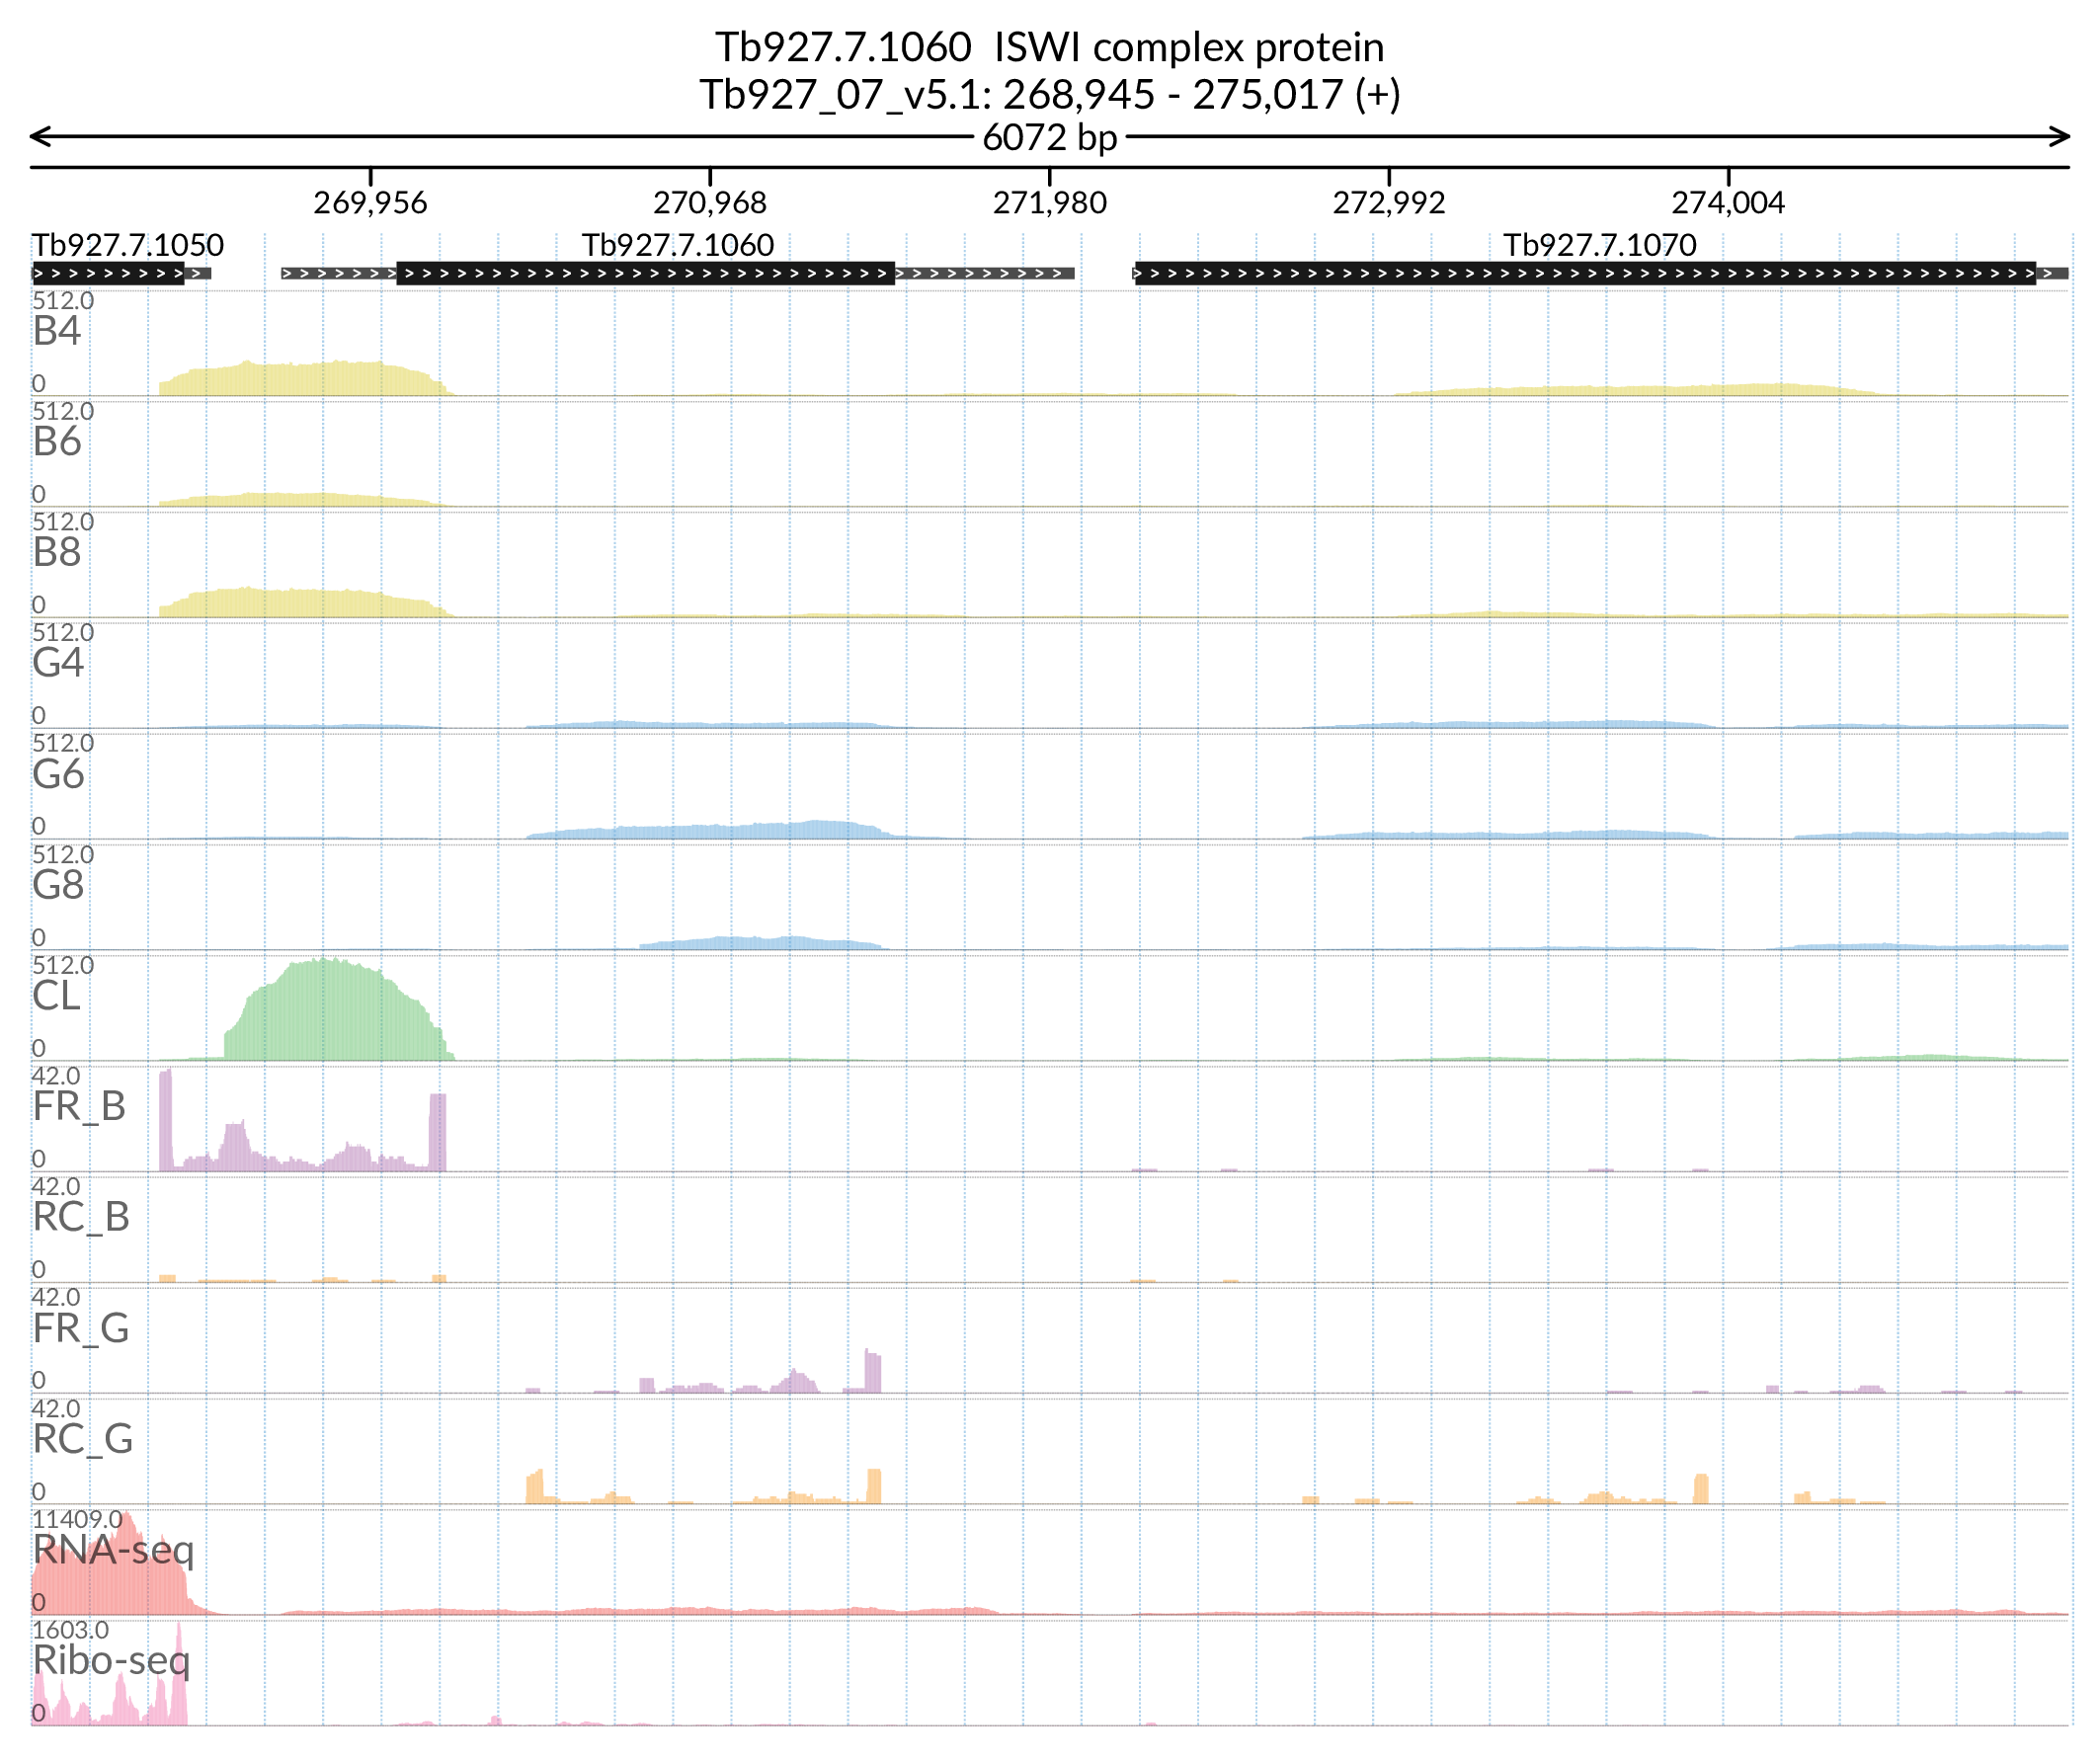 Tb927.7.1060  ISWI complex protein
Tb927_07_v5.1: 268,945 - 275,017 (+)
6072 bp
269,956 270,968 271,980 272,992 274,004
Tb927.7.1050 Tb927.7.1060 Tb927.7.1070
512.0
B4
0
512.0
B6
0
512.0
B8
0
512.0
G4
0
512.0
G6
0
512.0
G8
0
512.0
CL
0
42.0
FR_B
0
42.0
RC_B
0
42.0
FR_G
0
42.0
RC_G
0
11409.0
RNA-seq
0
1603.0
Ribo-seq
0